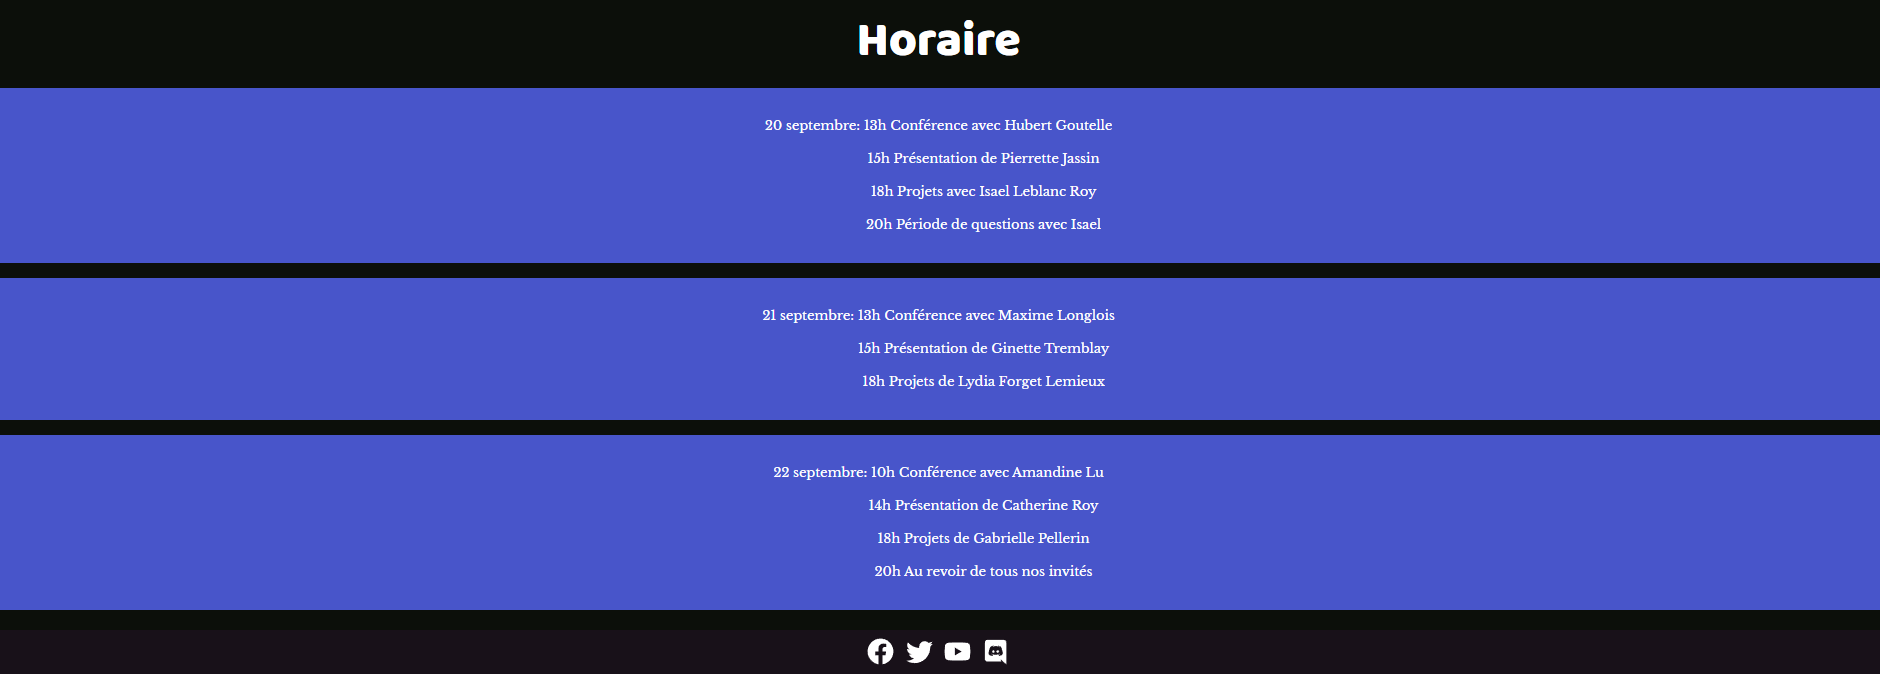 Horaire
20 septembre: 13h Conférence avec Hubert Goutelle
15h Présentation de Pierrette Jassin
18h Projets avec Isael Leblanc Roy
20h Période de questions avec Isael
21 septembre: 13h Conférence avec Maxime Longlois
15h Présentation de Ginette Tremblay
18h Projets de Lydia Forget Lemieux
22 septembre: 10h Conférence avec Amandine Lu
14h Présentation de Catherine Roy
18h Projets de Gabrielle Pellerin
20h Au revoir de tous nos invités